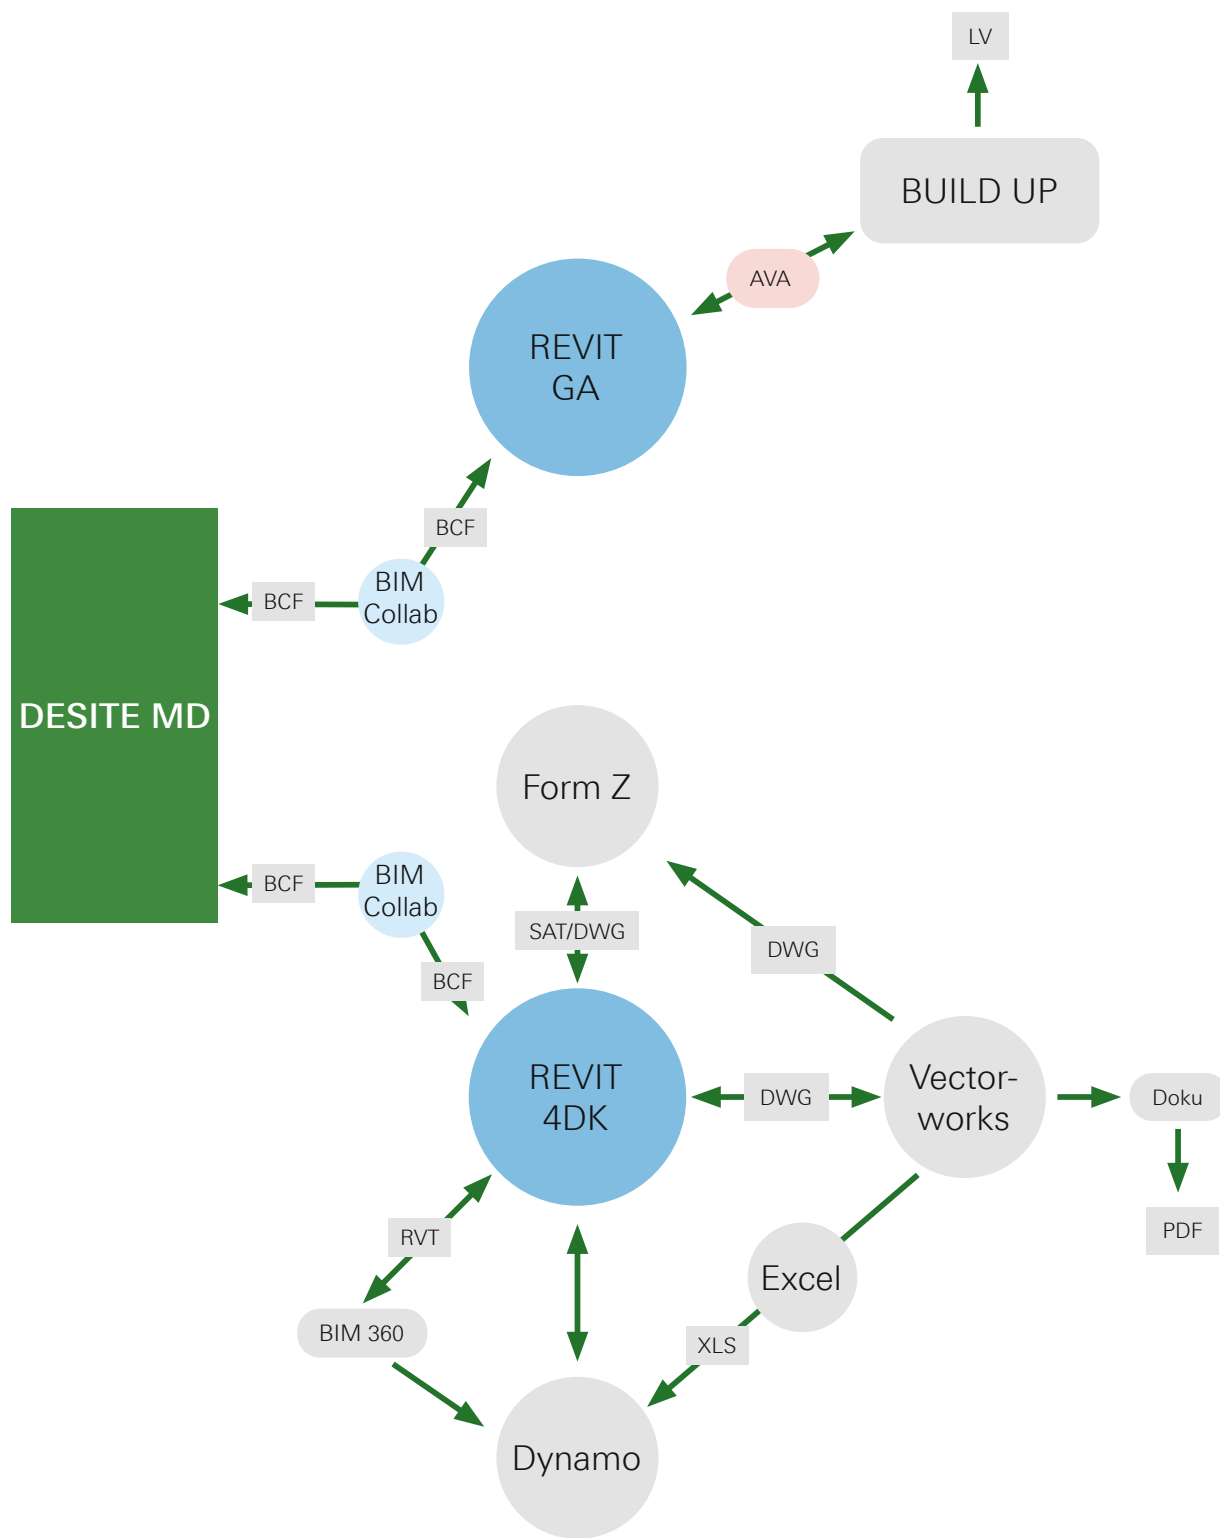 LV
BUILD UP
AVA
REVIT
GA
BCF
BIM
Collab
BCF
DESITE MD
Form Z
BIM
Collab
BCF
SAT/DWG
DWG
BCF
REVIT
4DK
DWG
Vector-
works
Doku
RVT
PDF
Excel
BIM 360
XLS
Dynamo